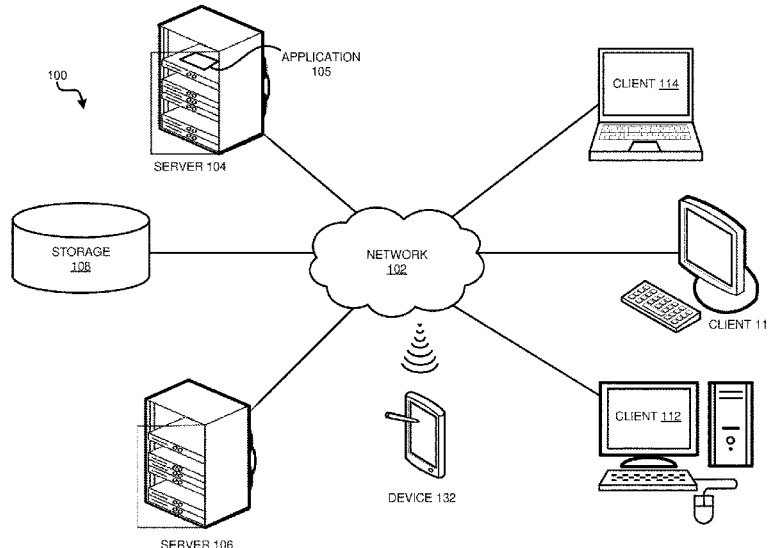 100
APPLICATION
105
SERVER 104
CLIENT 114
STORAGE
108
NETWORK
102
CLIENT 11
CLIENT 112
DEVICE 132
SERVER 106